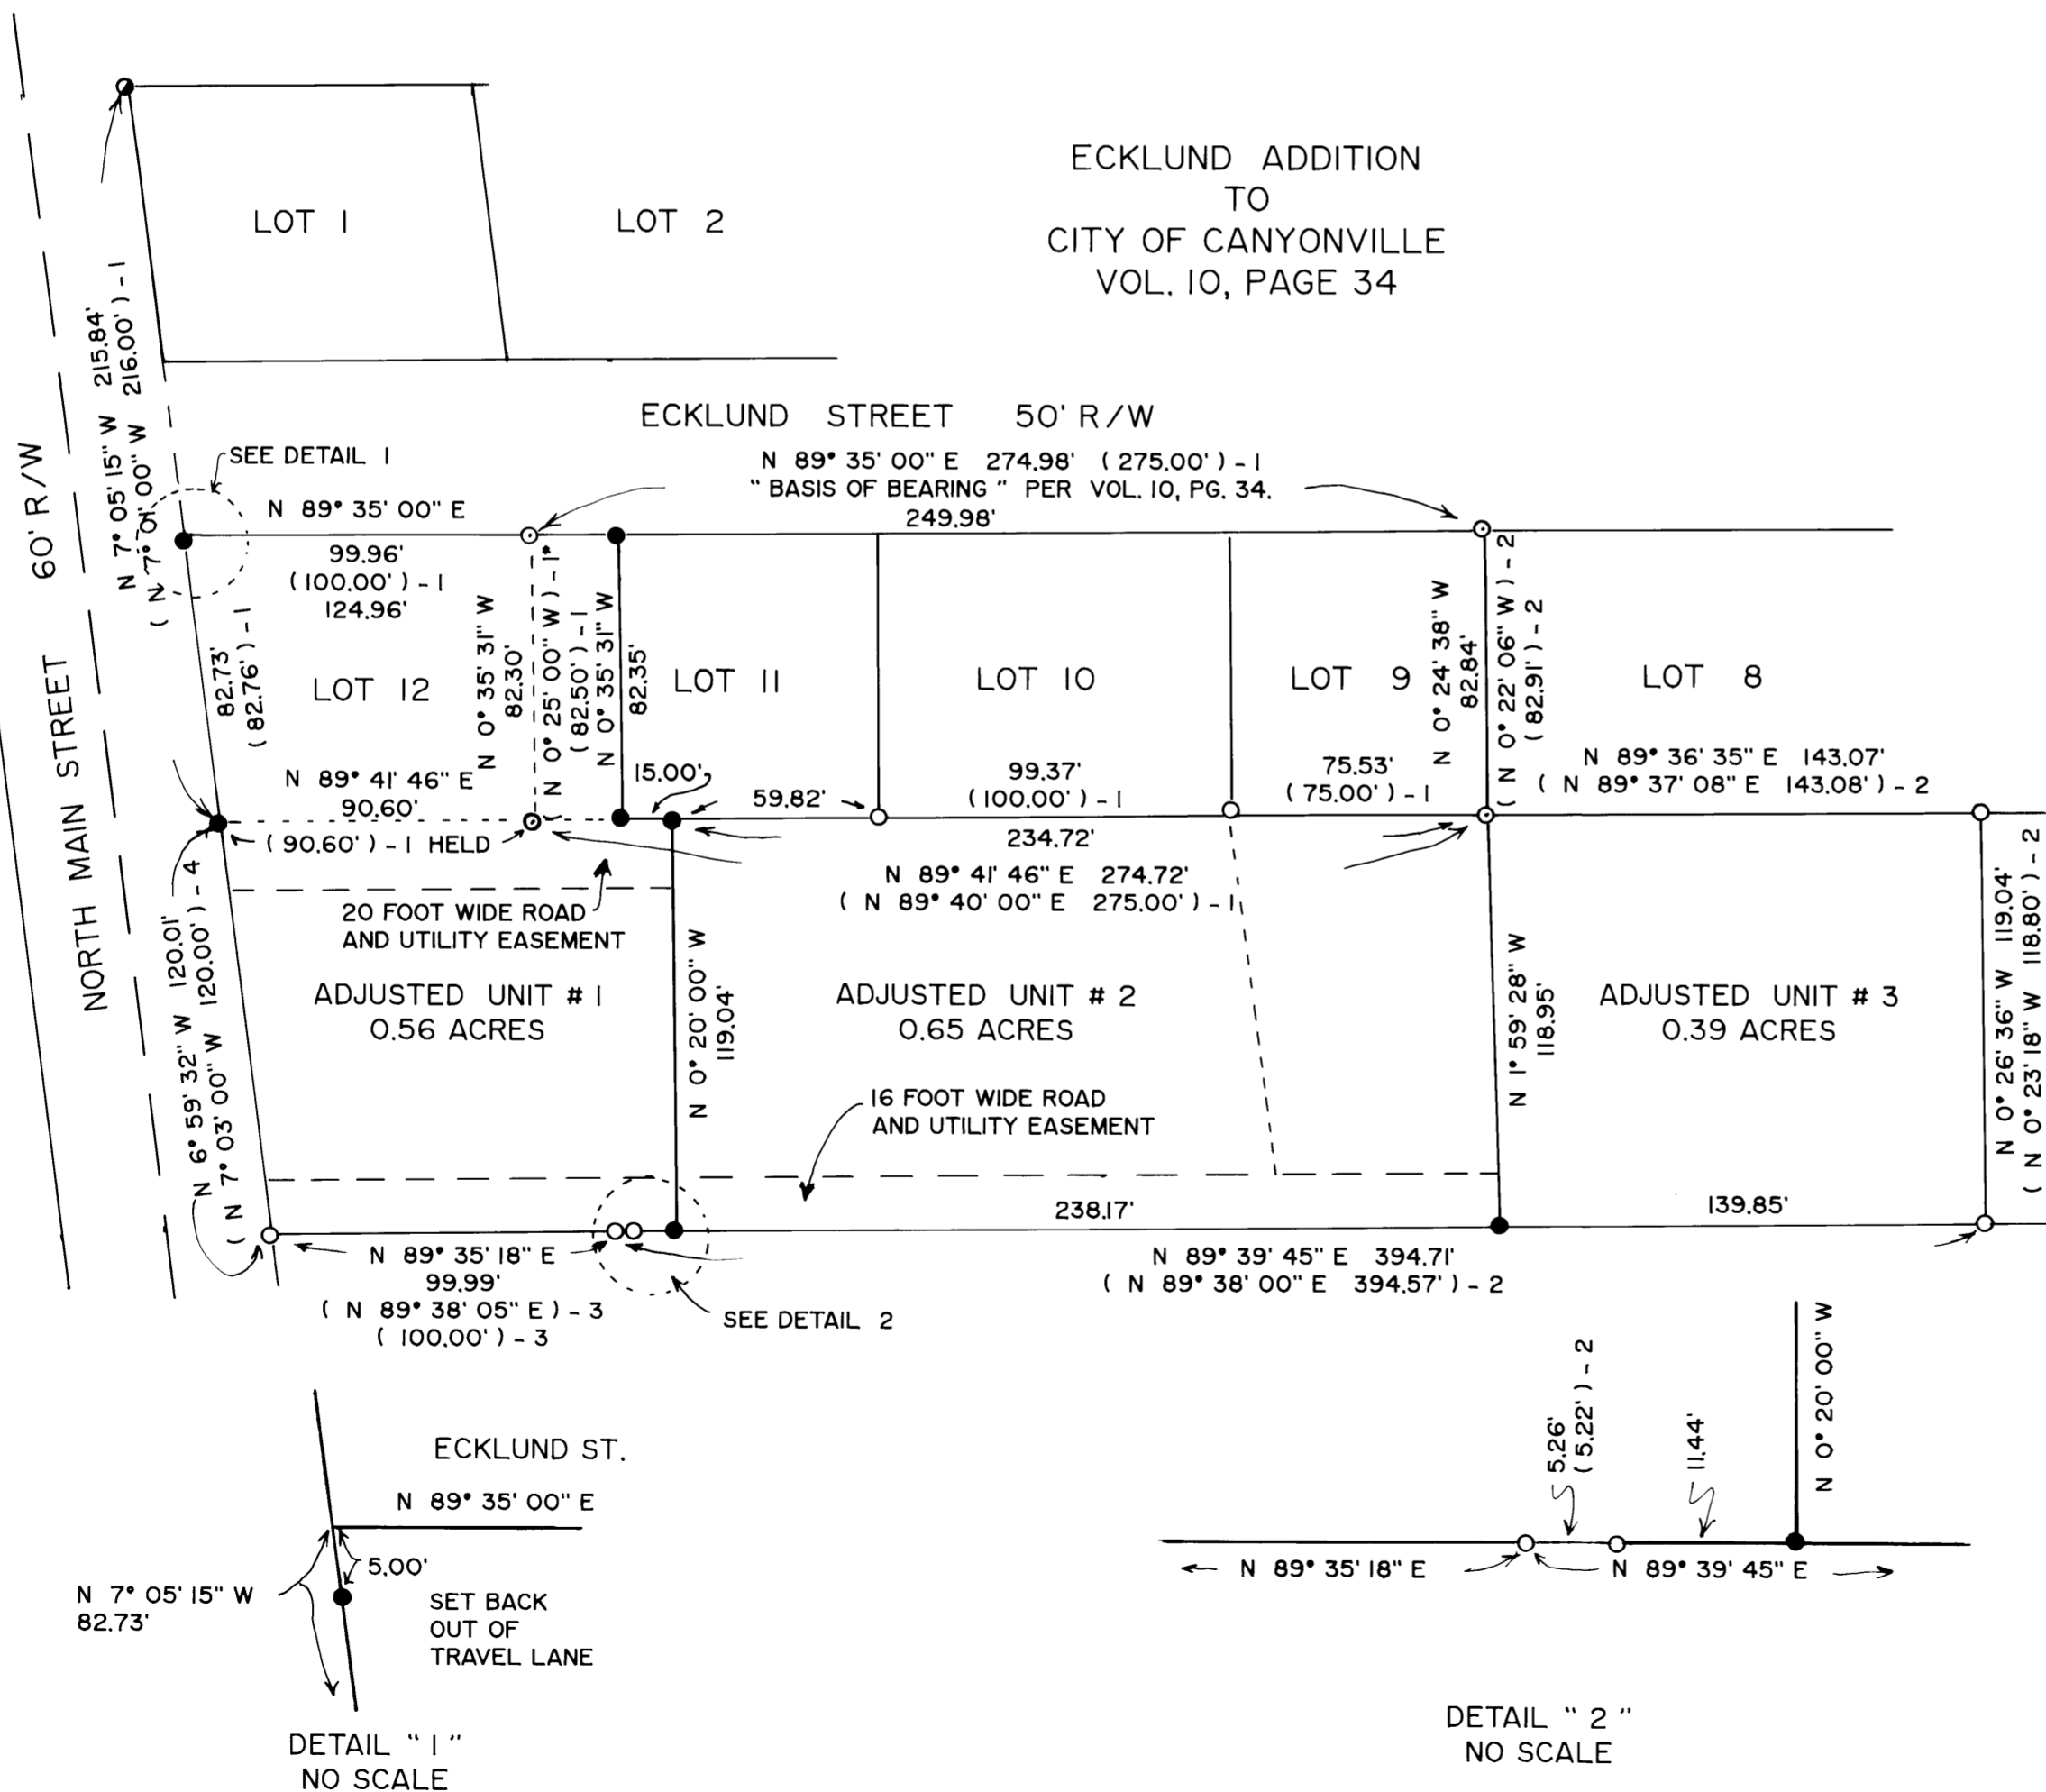 ECKLUND ADDITION
TO
CITY OF CANYONVILLE
VOL. 10, PAGE 34
LOT 1
LOT 2
N 7° 05' 15" W 215.84'
( N 7° 01' 00" W 216.00' ) - 1
60' R/W
NORTH MAIN STREET
ECKLUND STREET 50' R/W
SEE DETAIL 1
N 89° 35' 00" E 274.98' ( 275.00' ) - 1
" BASIS OF BEARING " PER VOL. 10, PG. 34.
249.98'
N 89° 35' 00" E
99.96'
( 100.00' ) - 1
124.96'
82.73'
( 82.76' ) - 1
LOT 12
N 0° 35' 31" W
82.30'
( N 0° 25' 00" W ) - 1*
( 82.50' ) - 1
N 0° 35' 31" W
82.35'
LOT 11
LOT 10
LOT 9
N 0° 24' 38" W
82.84'
( N 0° 22' 06" W ) - 2
( 82.91' ) - 2
LOT 8
N 89° 41' 46" E
90.60'
( 90.60' ) - 1 HELD
15.00'
59.82'
99.37'
( 100.00' ) - 1
75.53'
( 75.00' ) - 1
N 89° 36' 35" E 143.07'
( N 89° 37' 08" E 143.08' ) - 2
234.72'
N 89° 41' 46" E 274.72'
( N 89° 40' 00" E 275.00' ) - 1
20 FOOT WIDE ROAD
AND UTILITY EASEMENT
N 6° 59' 32" W 120.01'
( N 7° 03' 00" W 120.00' ) - 4
ADJUSTED UNIT # 1
0.56 ACRES
N 0° 20' 00" W
119.04'
ADJUSTED UNIT # 2
0.65 ACRES
N 1° 59' 28" W
118.95'
ADJUSTED UNIT # 3
0.39 ACRES
N 0° 26' 36" W 119.04'
( N 0° 23' 18" W 118.80' ) - 2
16 FOOT WIDE ROAD
AND UTILITY EASEMENT
238.17'
139.85'
N 89° 35' 18" E
99.99'
( N 89° 38' 05" E ) - 3
( 100.00' ) - 3
N 89° 39' 45" E 394.71'
( N 89° 38' 00" E 394.57' ) - 2
SEE DETAIL 2
ECKLUND ST.
N 89° 35' 00" E
5.00'
N 7° 05' 15" W
82.73'
SET BACK
OUT OF
TRAVEL LANE
DETAIL " 1 "
NO SCALE
5.26'
( 5.22' ) - 2
11.44'
N 0° 20' 00" W
N 89° 35' 18" E
N 89° 39' 45" E
DETAIL " 2 "
NO SCALE